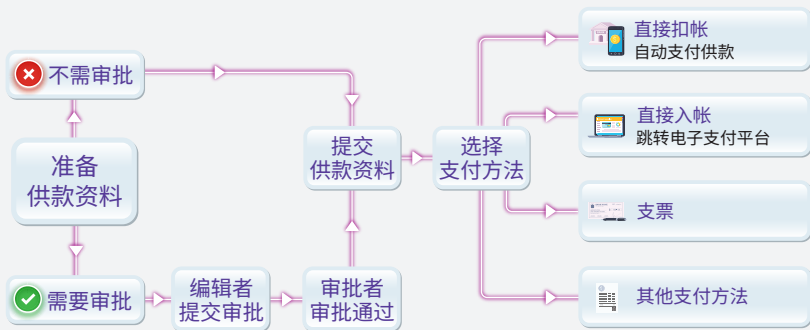 不需审批
准备
供款资料
需要审批
编辑者
提交审批
审批者
审批通过
提交
供款资料
选择
支付方法
直接扣帐
自动支付供款
直接入帐
跳转电子支付平台
支票
其他支付方法